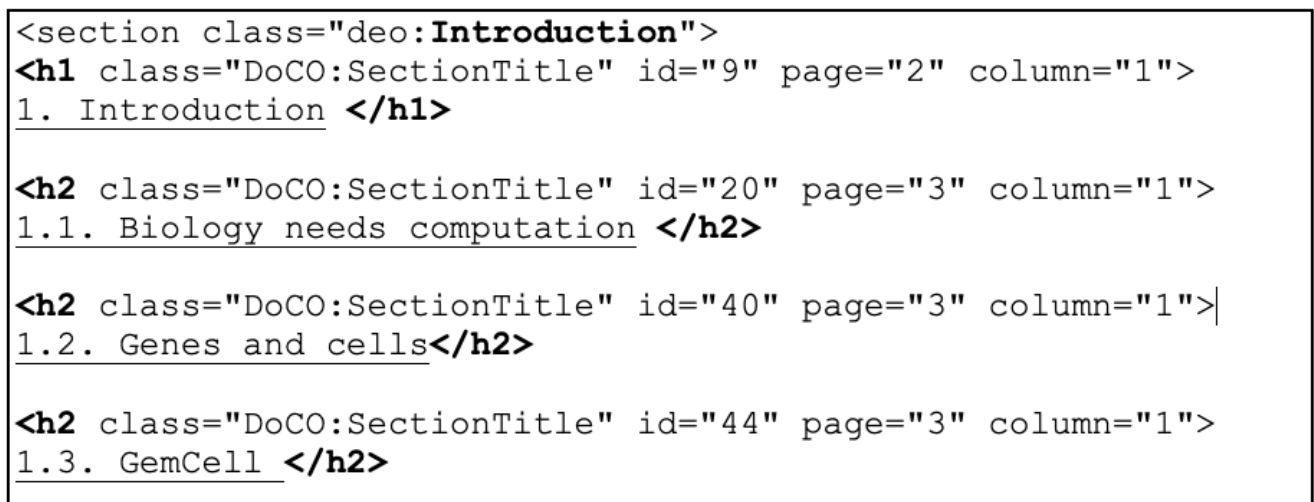 <section class="deo:Introduction">
<h1 class="DoCO:SectionTitle" id="9" page="2" column="1">
1. Introduction </h1>
<h2 class="DoCO:SectionTitle" id="20" page="3" column="1">
1.1. Biology needs computation </h2>
<h2 class="DoCO:SectionTitle" id="40" page="3" column="1">
1.2. Genes and cells</h2>
<h2 class="DoCO:SectionTitle" id="44" page="3" column="1">
1.3. GemCell </h2>